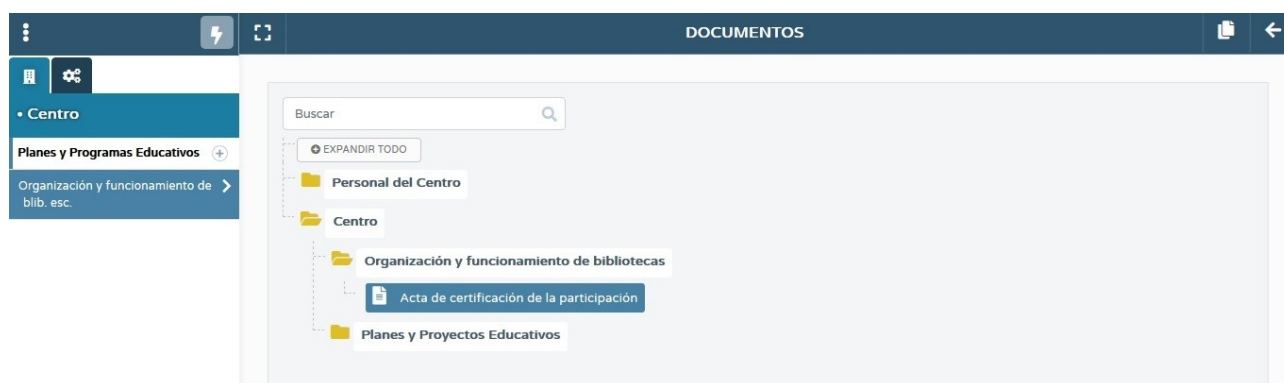 DOCUMENTOS
• Centro
Planes y Programas Educativos
Organización y funcionamiento de
blib. esc.
Buscar
EXPANDIR TODO
Personal del Centro
Centro
Organización y funcionamiento de bibliotecas
Acta de certificación de la participación
Planes y Proyectos Educativos